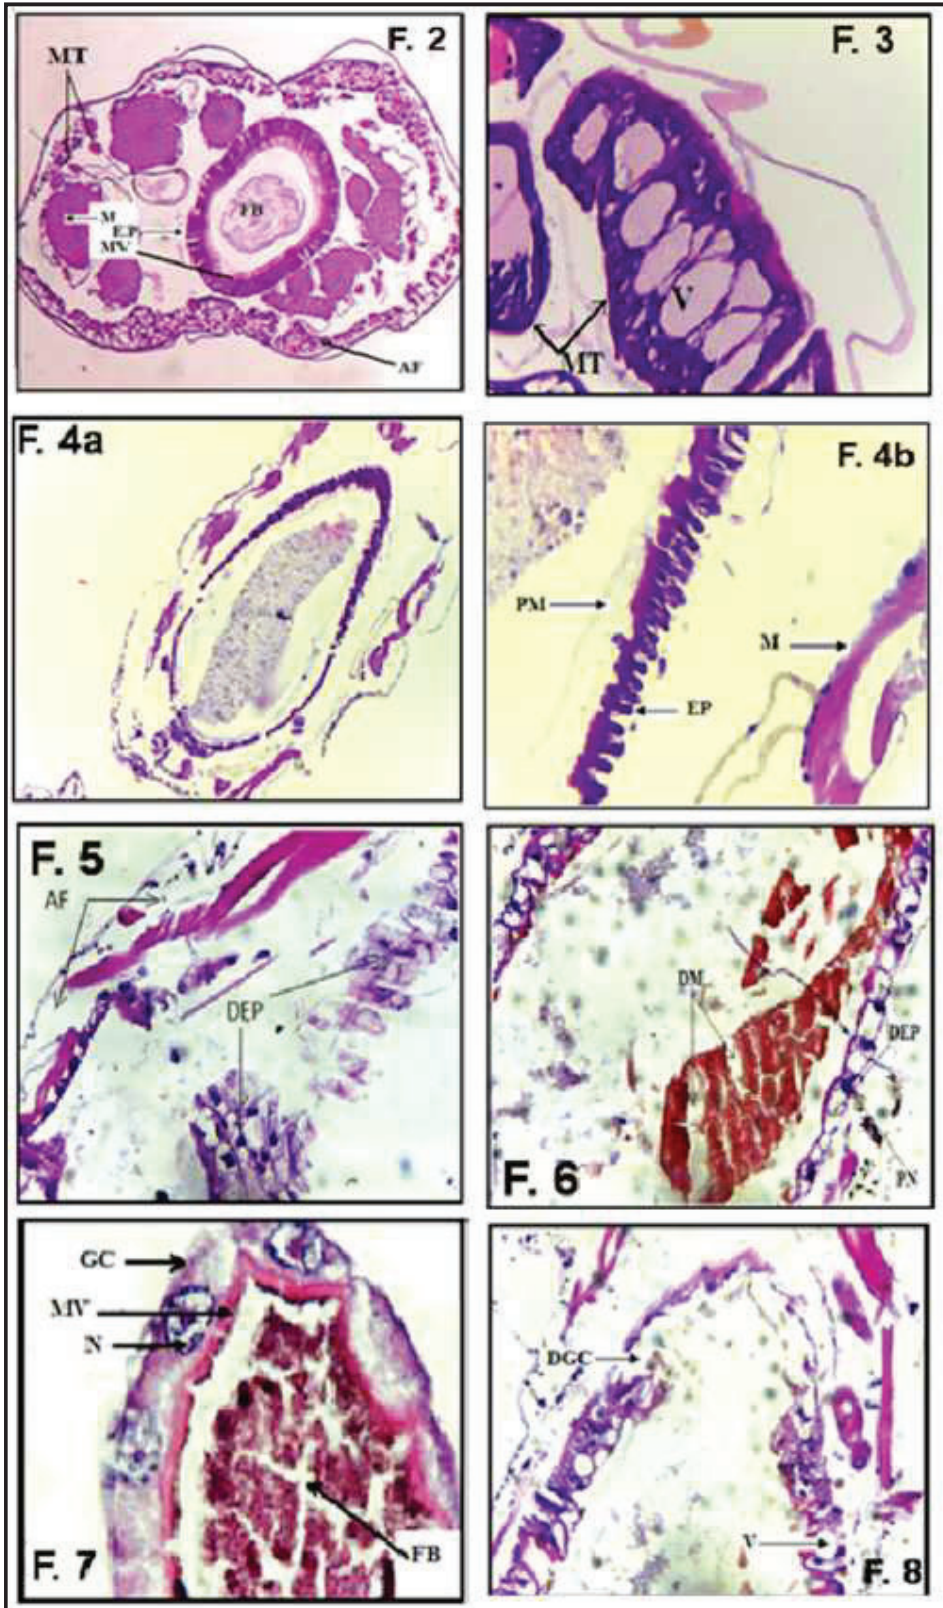 F. 2
MT
M
EP
FB
MV
AF
F. 3
V
MT
F. 4a
F. 4b
PM
M
EP
F. 5
AF
DEP
F. 6
DM
DEP
PN
GC
MV
N
FB
F. 7
DGC
V
F. 8